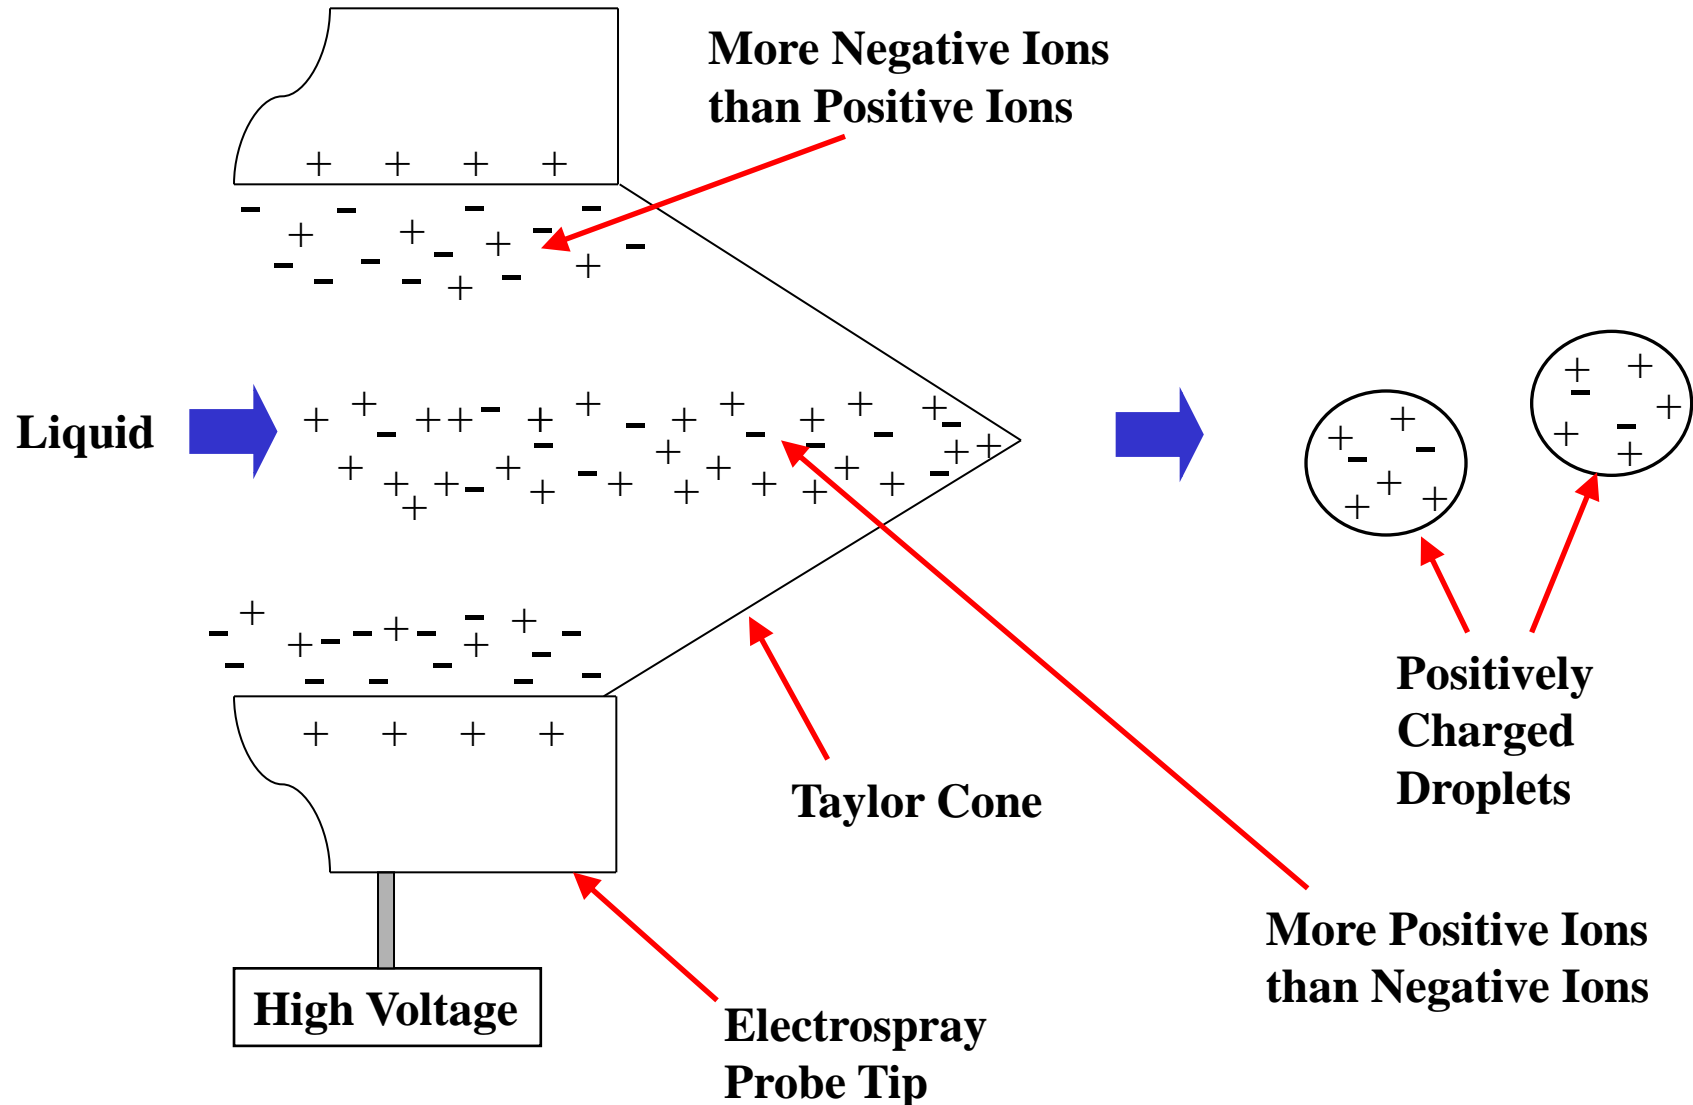 More Negative Ions
than Positive Ions
Liquid
Positively
Charged
Droplets
Taylor Cone
More Positive Ions
than Negative Ions
High Voltage
Electrospray
Probe Tip